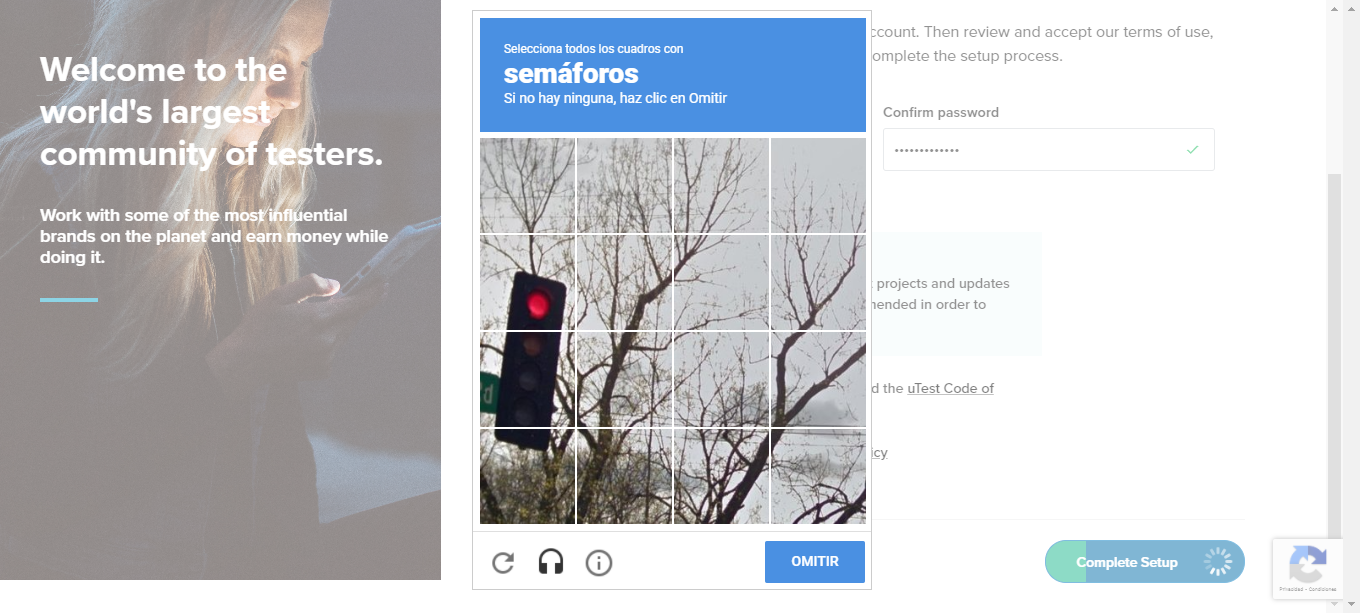 Welcome to the
world's largest
community of testers.
Work with some of the most influential
brands on the planet and earn money while
doing it.
Selecciona todos los cuadros con
semáforos
Si no hay ninguna, haz clic en Omitir
d
OMITIR
ccount. Then review and accept our terms of use,
omplete the setup process.
Confirm password
•••••••••••••
projects and updates
nended in order to
d the uTest Code of
icy
Complete Setup
Privacidad - Condiciones